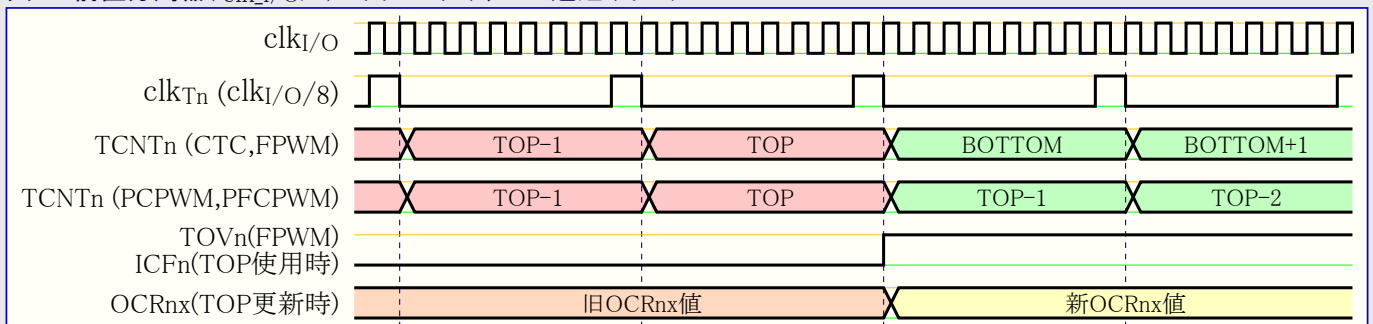 clkI/O
clkTn (clkI/O/8)
TCNTn (CTC,FPWM) TOP-1 TOP BOTTOM BOTTOM+1
TCNTn (PCPWM,PFCPWM) TOP-1 TOP TOP-1 TOP-2
TOVn(FPWM)
ICFn(TOP使用時)
OCRnx(TOP更新時) 旧OCRnx値 新OCRnx値